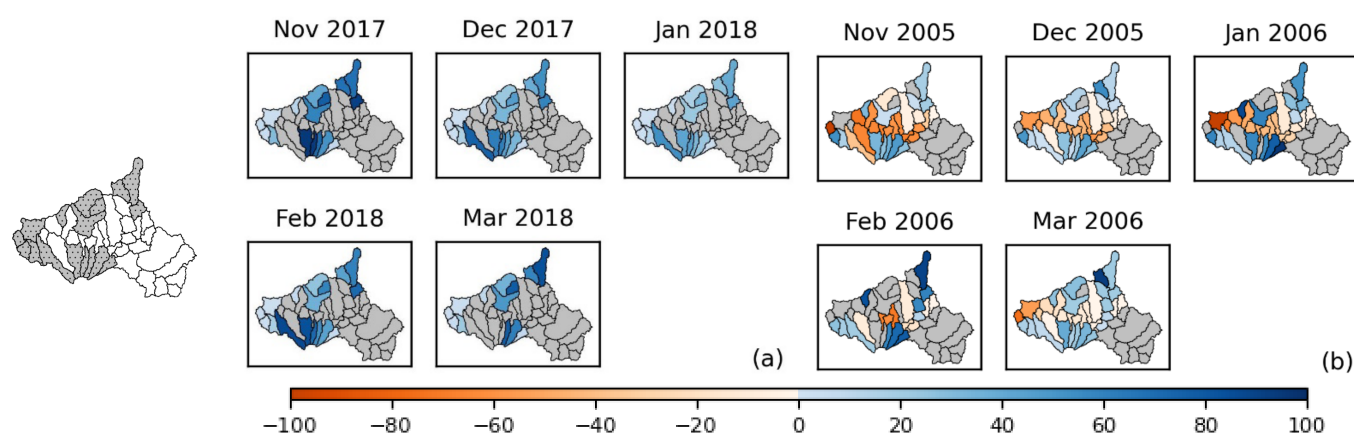 Nov 2017 Dec 2017 Jan 2018 Nov 2005 Dec 2005 Jan 2006
Feb 2018 Mar 2018 Feb 2006 Mar 2006
(a) (b)
−100 −80 −60 −40 −20 0 20 40 60 80 100